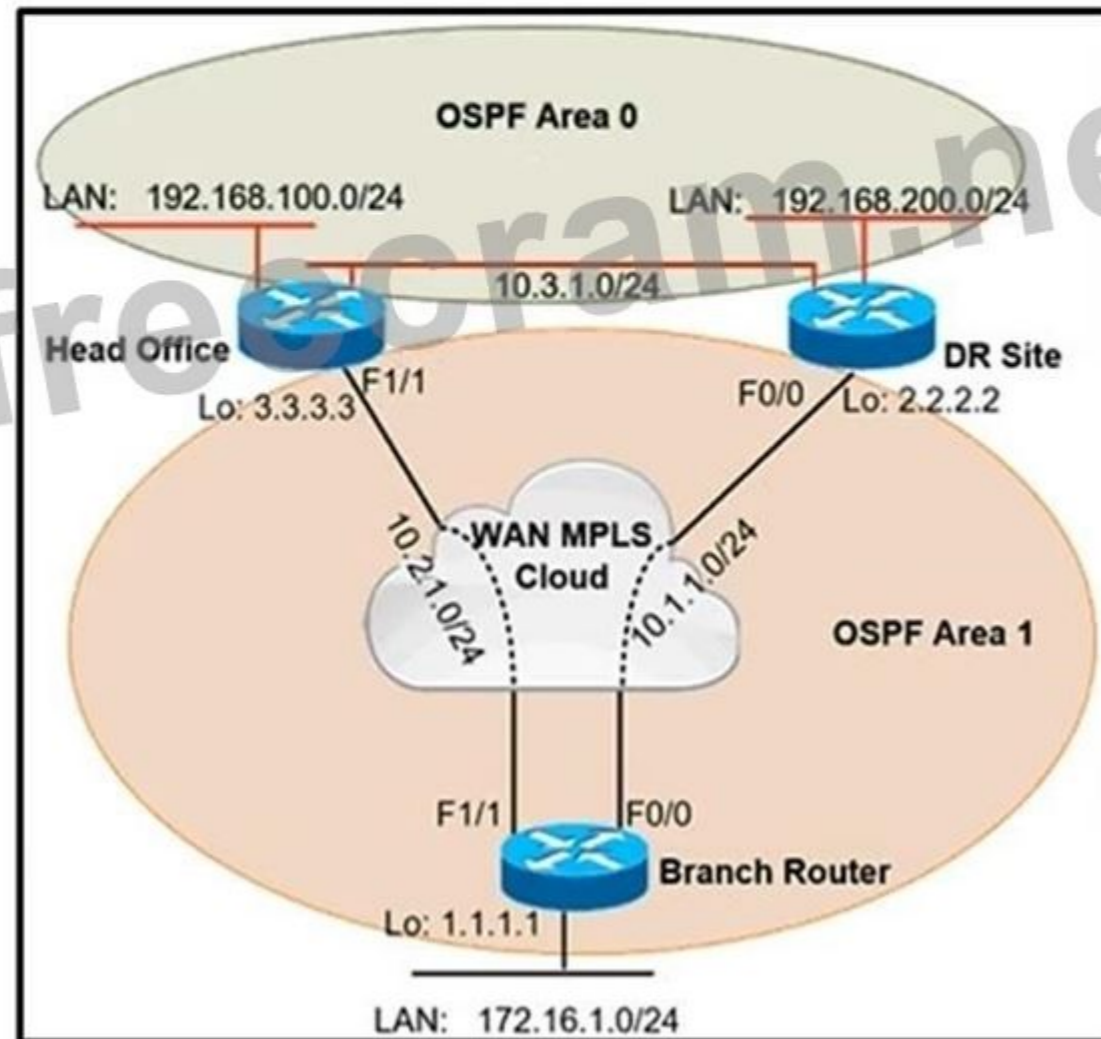 OSPF Area 0
LAN: 192.168.100.0/24
LAN: 192.168.200.0/24
10.3.1.0/24
Head Office
F1/1
Lo: 3.3.3.3
DR Site
F0/0
Lo: 2.2.2.2
WAN MPLS
Cloud
10.2.1.0/24
10.1.1.0/24
OSPF Area 1
F1/1
F0/0
Branch Router
Lo: 1.1.1.1
LAN: 172.16.1.0/24
freecram.ne